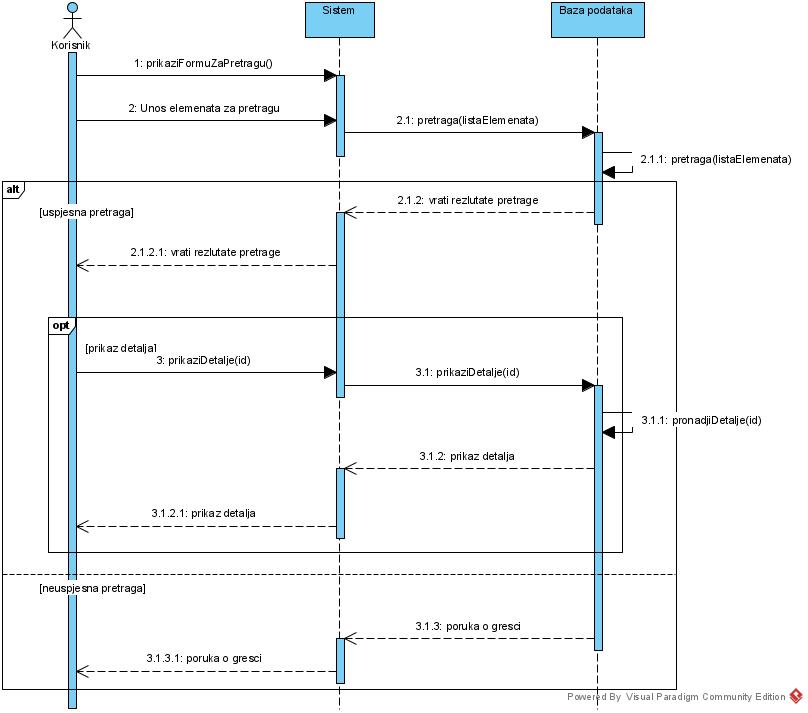 Korisnik
Sistem
Baza podataka
1: prikaziFormuZaPretragu()
2: Unos elemenata za pretragu
2.1: pretraga(listaElemenata)
2.1.1: pretraga(listaElemenata)
alt
[uspjesna pretraga]
2.1.2: vrati rezlutate pretrage
2.1.2.1: vrati rezlutate pretrage
opt
[prikaz detalja]
3: prikaziDetalje(id)
3.1: prikaziDetalje(id)
3.1.1: pronadjiDetalje(id)
3.1.2: prikaz detalja
3.1.2.1: prikaz detalja
[neuspjesna pretraga]
3.1.3: poruka o gresci
3.1.3.1: poruka o gresci
Powered By Visual Paradigm Community Edition